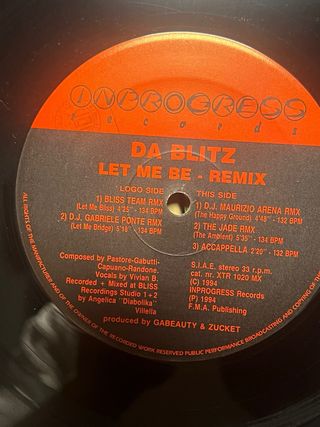 INPROGRESS
records
DA BLITZ
LET ME BE - REMIX
LOGO SIDE
1) BLISS TEAM RMX
(Let Me Bliss) 4'25" - 134 BPM
2) D.J. GABRIELE PONTE RMX
(Let Me Bridge) 5'18" - 134 BPM
THIS SIDE
1) D.J. MAURIZIO ARENA RMX
(The Happy Ground) 4'48" - 132 BPM
2) THE JADE RMX
(The Ambient) 5'35" - 134 BPM
3) ACCAPPELLA 2'20" - 132 BPM
Composed by Pastore-Gabutti-
Capuano-Randone.
Vocals by Vivian B.
Recorded + Mixed at BLISS
Recordings Studio 1+2
by Angelica "Diabolika"
Villella
S.I.A.E. stereo 33 r.p.m.
cat. nr. XTR 1020 MX
(C) 1994
INPROGRESS Records
(P) 1994
F.M.A. Publishing
produced by GABEAUTY & ZUCKET
ALL RIGHTS OF THE MANUFACTURER AND OF THE OWNER OF THE RECORDED WORK RESERVED PUBLIC PERFORMANCE BROADCASTING AND COPYING OF